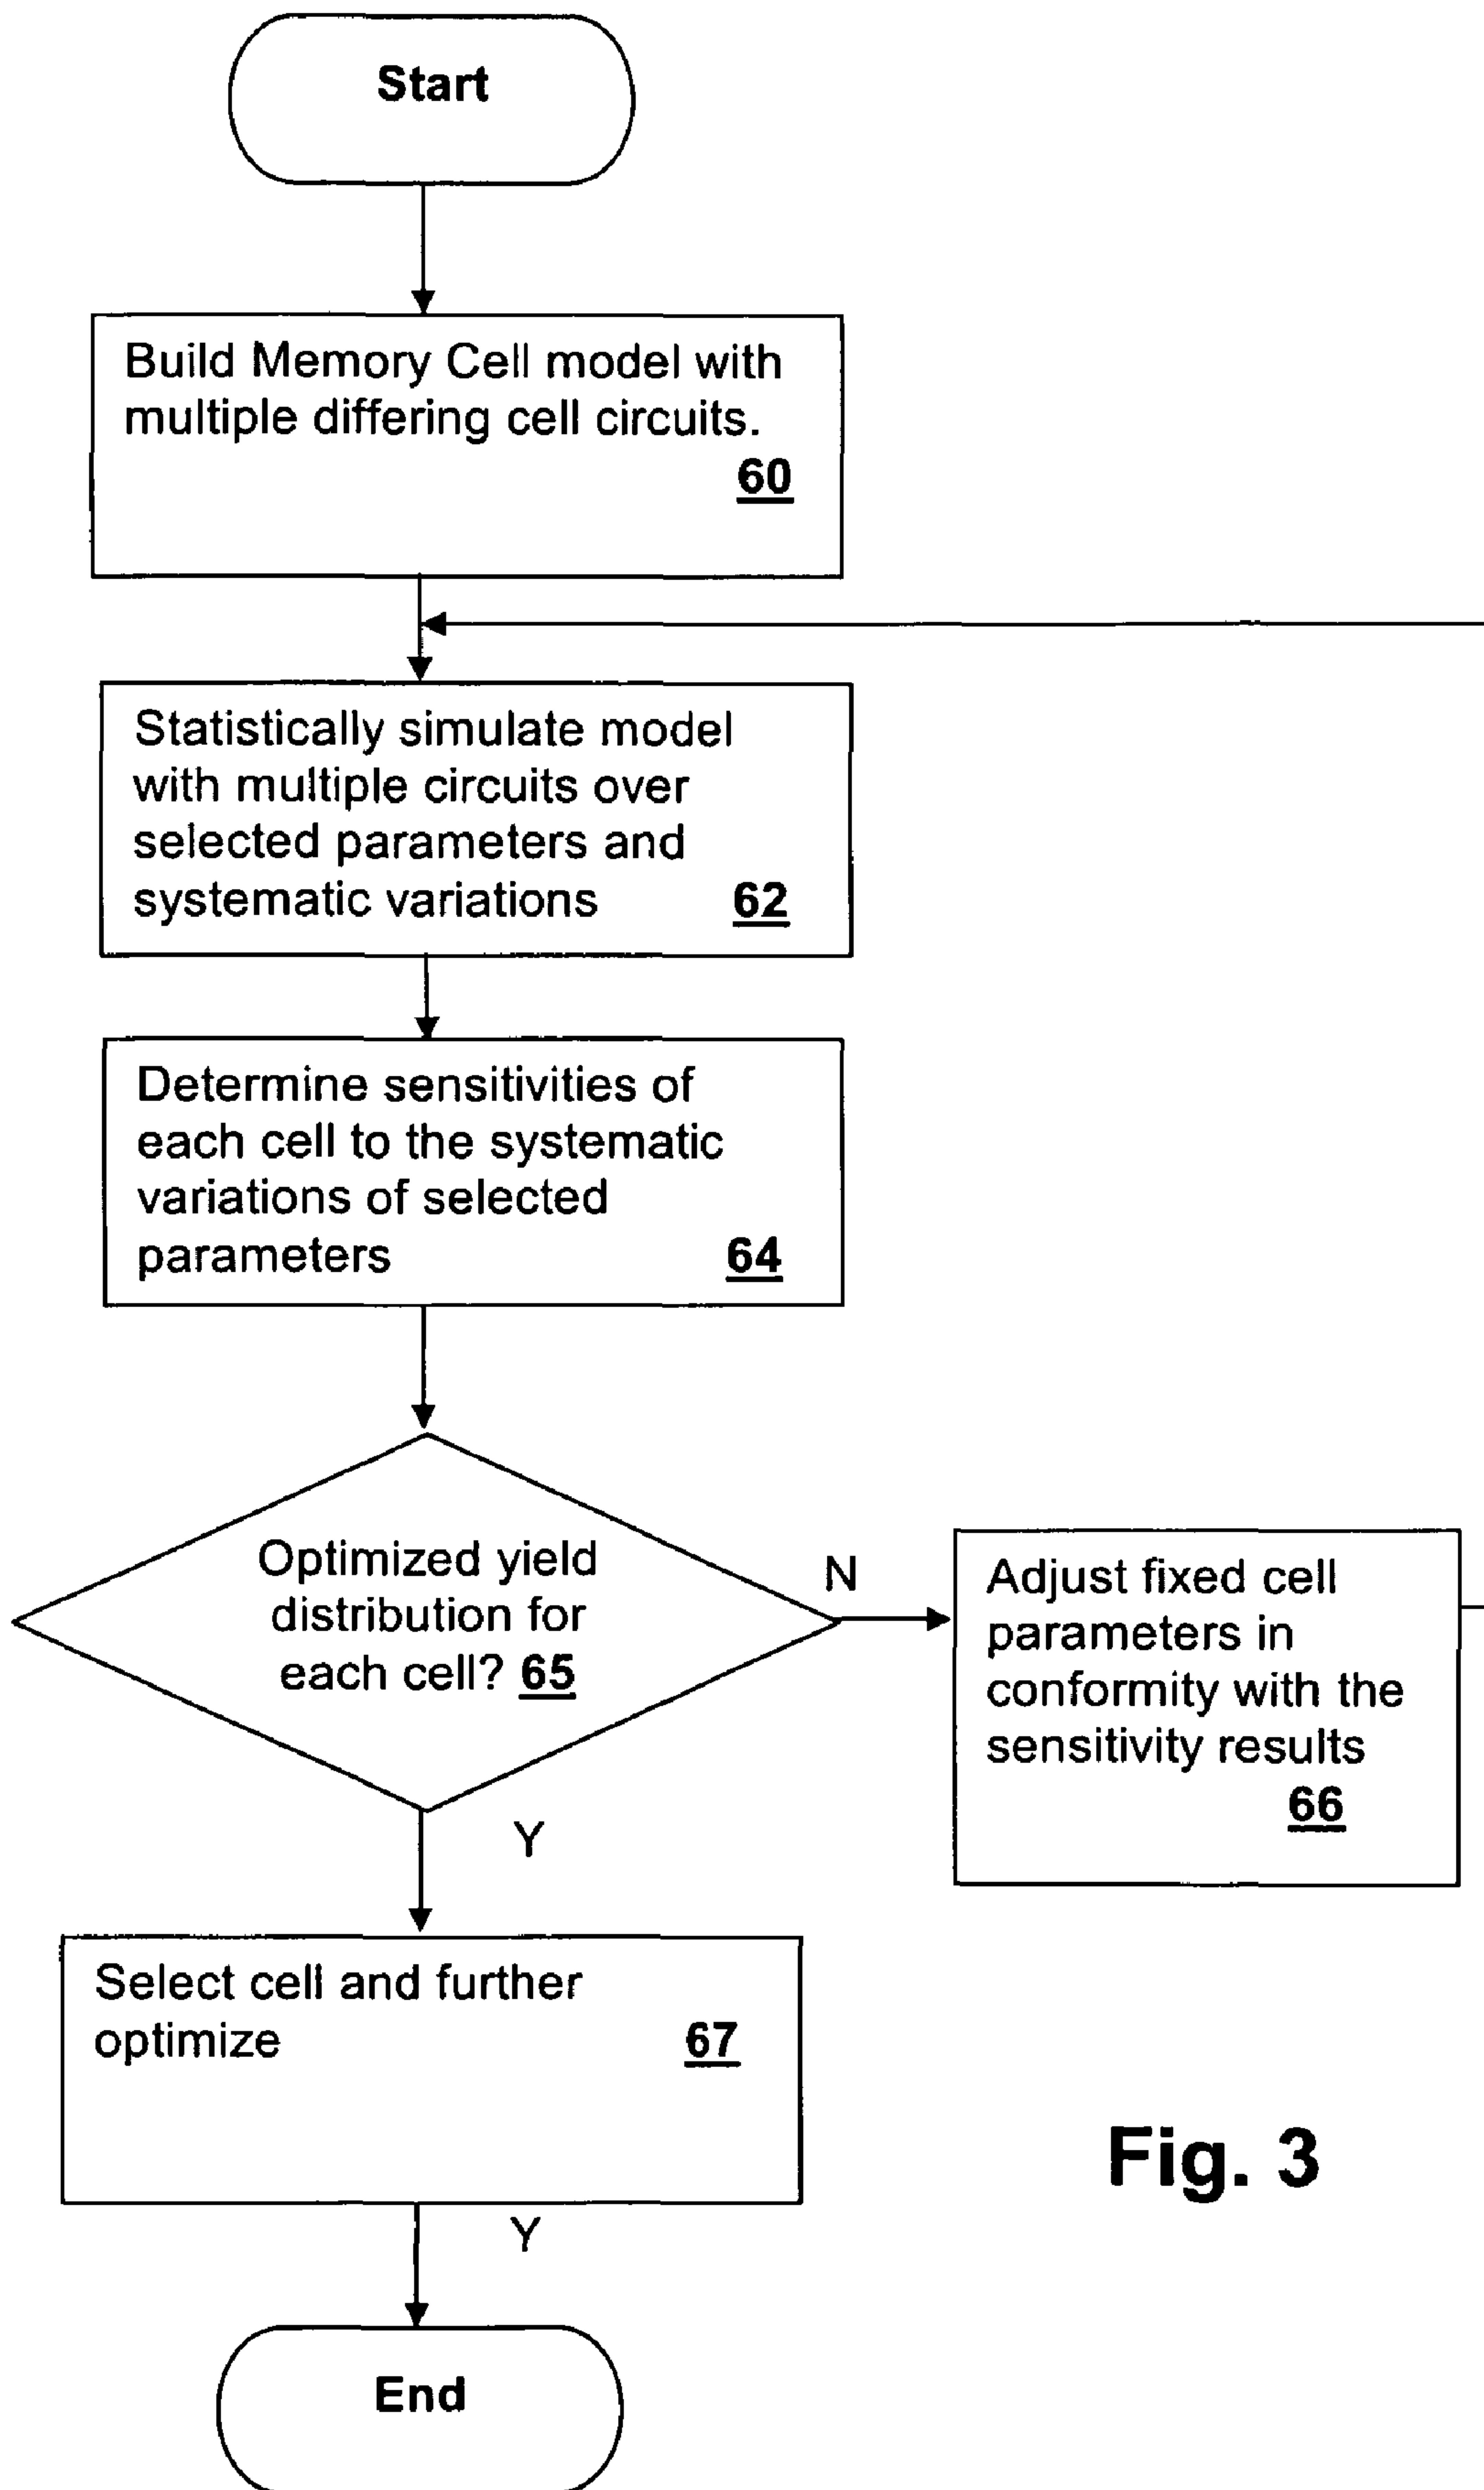 Start
Build Memory Cell model with
multiple differing cell circuits.
60
Statistically simulate model
with multiple circuits over
selected parameters and
systematic variations 62
Determine sensitivities of
each cell to the systematic
variations of selected
parameters 64
Optimized yield
distribution for
each cell? 65
N
Adjust fixed cell
parameters in
conformity with the
sensitivity results
66
Y
Select cell and further
optimize 67
Y
End
Fig. 3